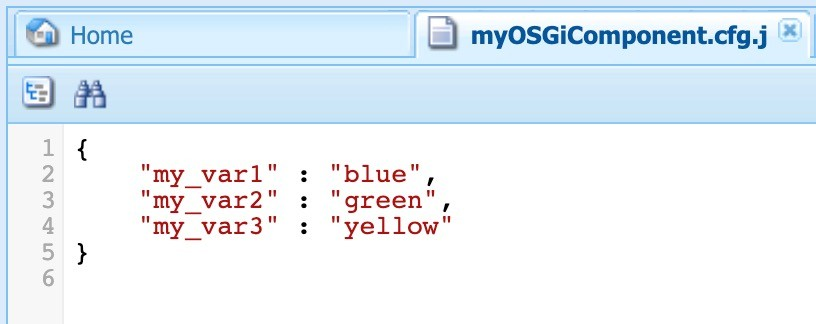 Home
myOSGiComponent.cfg.j
1 {
2     "my_var1" : "blue",
3     "my_var2" : "green",
4     "my_var3" : "yellow"
5 }
6